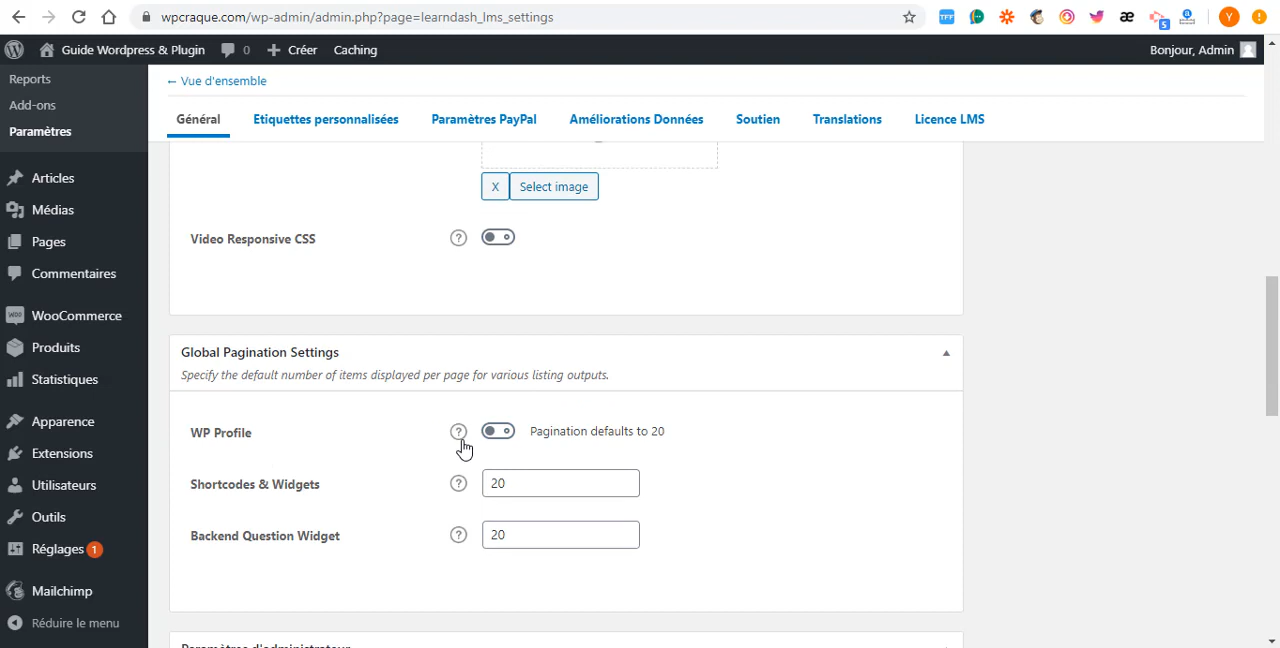 wpcraque.com/wp-admin/admin.php?page=learndash_lms_settings
TFF
æ
5
Y
Guide Wordpress & Plugin
0
Créer
Caching
Bonjour, Admin
Reports
Add-ons
Paramètres
Articles
Médias
Pages
Commentaires
WooCommerce
Produits
Statistiques
Apparence
Extensions
Utilisateurs
Outils
Réglages 1
Mailchimp
Réduire le menu
← Vue d'ensemble
Général
Etiquettes personnalisées
Paramètres PayPal
Améliorations Données
Soutien
Translations
Licence LMS
X
Select image
Video Responsive CSS
?
Global Pagination Settings
Specify the default number of items displayed per page for various listing outputs.
WP Profile
?
Pagination defaults to 20
Shortcodes & Widgets
?
20
Backend Question Widget
?
20
Paramètres d'administrateur